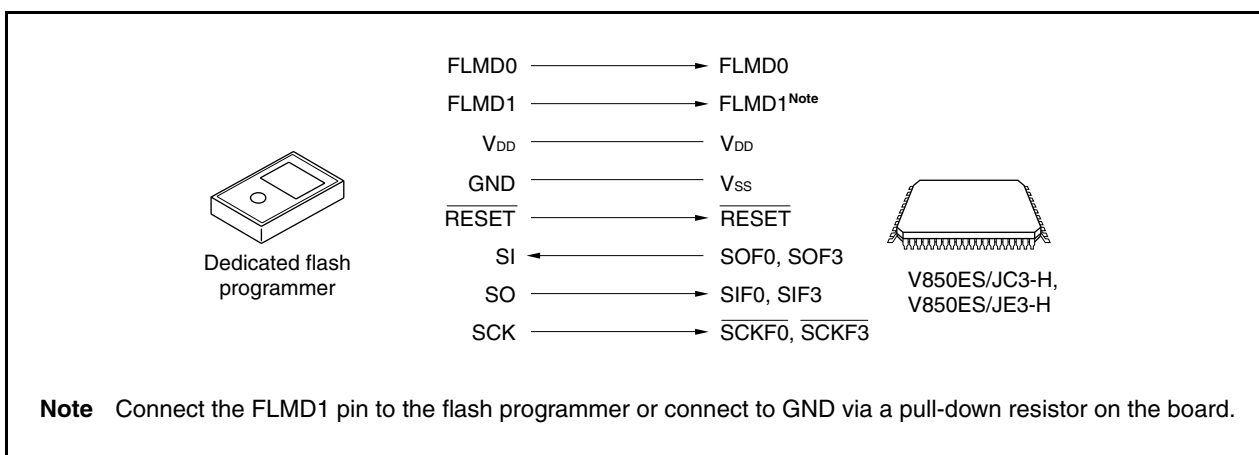 FLMD0 FLMD0
FLMD1 FLMD1Note
VDD VDD
GND VSS
RESET RESET
SI SOF0, SOF3
SO SIF0, SIF3
SCK SCKF0, SCKF3
Dedicated flash
programmer
V850ES/JC3-H,
V850ES/JE3-H
Note Connect the FLMD1 pin to the flash programmer or connect to GND via a pull-down resistor on the board.